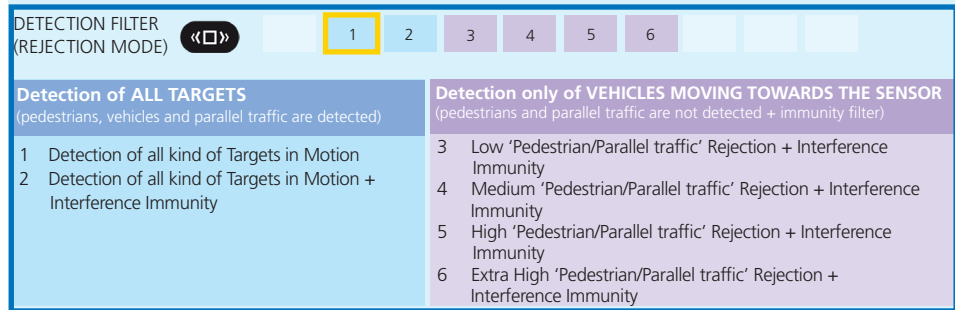 DETECTION FILTER
(REJECTION MODE)
1 2 3 4 5 6
Detection of ALL TARGETS
(pedestrians, vehicles and parallel traffic are detected)
1 Detection of all kind of Targets in Motion
2 Detection of all kind of Targets in Motion +
Interference Immunity
Detection only of VEHICLES MOVING TOWARDS THE SENSOR
(pedestrians and parallel traffic are not detected + immunity filter)
3 Low ‘Pedestrian/Parallel traffic’ Rejection + Interference
Immunity
4 Medium ‘Pedestrian/Parallel traffic’ Rejection + Interference
Immunity
5 High ‘Pedestrian/Parallel traffic’ Rejection + Interference
Immunity
6 Extra High ‘Pedestrian/Parallel traffic’ Rejection +
Interference Immunity